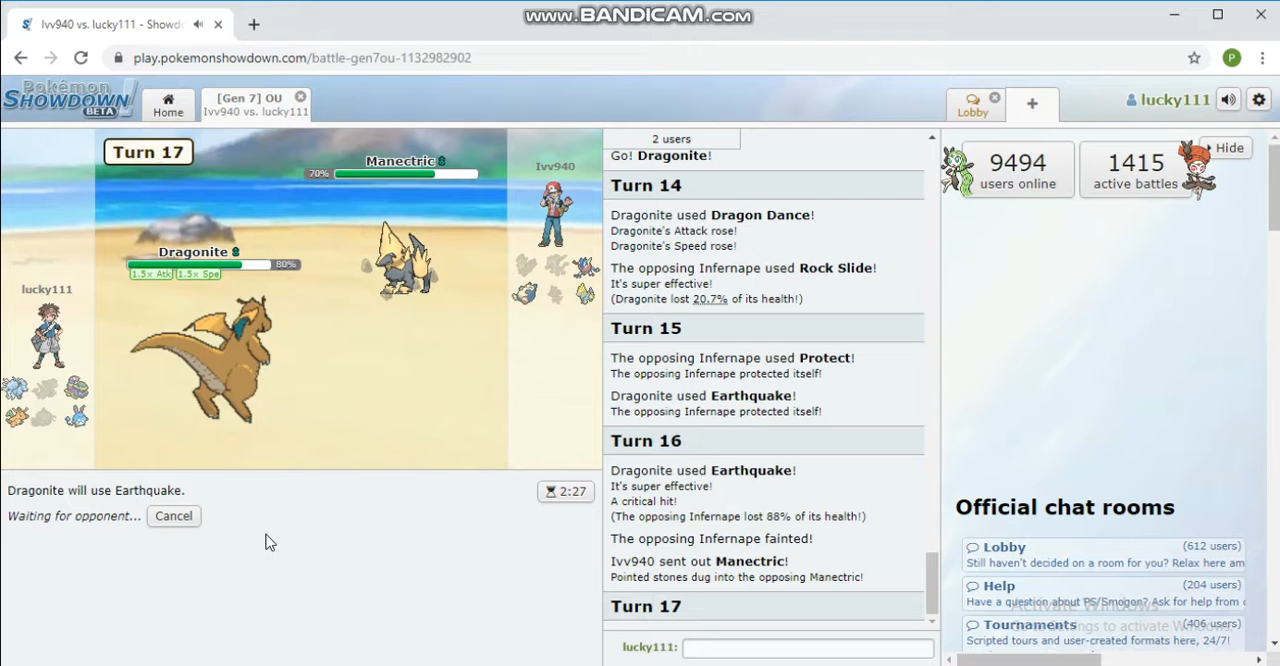 www.BANDICAM.com
Ivv940 vs. lucky111 - Showd
play.pokemonshowdown.com/battle-gen7ou-1132982902
P
Pokémon
SHOWDOWN
BETA
Home
[Gen 7] OU
Ivv940 vs. lucky111
Lobby
+
lucky111
Turn 17
Manectric
70%
Ivv940
Dragonite
80%
1.5× Atk
1.5× Spe
lucky111
Dragonite will use Earthquake.
2:27
Waiting for opponent...
Cancel
2 users
Go! Dragonite!
Turn 14
Dragonite used Dragon Dance!
Dragonite's Attack rose!
Dragonite's Speed rose!
The opposing Infernape used Rock Slide!
It's super effective!
(Dragonite lost 20.7% of its health!)
Turn 15
The opposing Infernape used Protect!
The opposing Infernape protected itself!
Dragonite used Earthquake!
The opposing Infernape protected itself!
Turn 16
Dragonite used Earthquake!
It's super effective!
A critical hit!
(The opposing Infernape lost 88% of its health!)
The opposing Infernape fainted!
Ivv940 sent out Manectric!
Pointed stones dug into the opposing Manectric!
Turn 17
lucky111:
9494
users online
1415
active battles
Hide
Official chat rooms
Lobby
(612 users)
Still haven't decided on a room for you? Relax here am
Help
(204 users)
Have a question about PS/Smogon? Ask for help from
Tournaments
(406 users)
Scripted tours and user-created formats here, 24/7!
Activate Windows
to activate Windows.